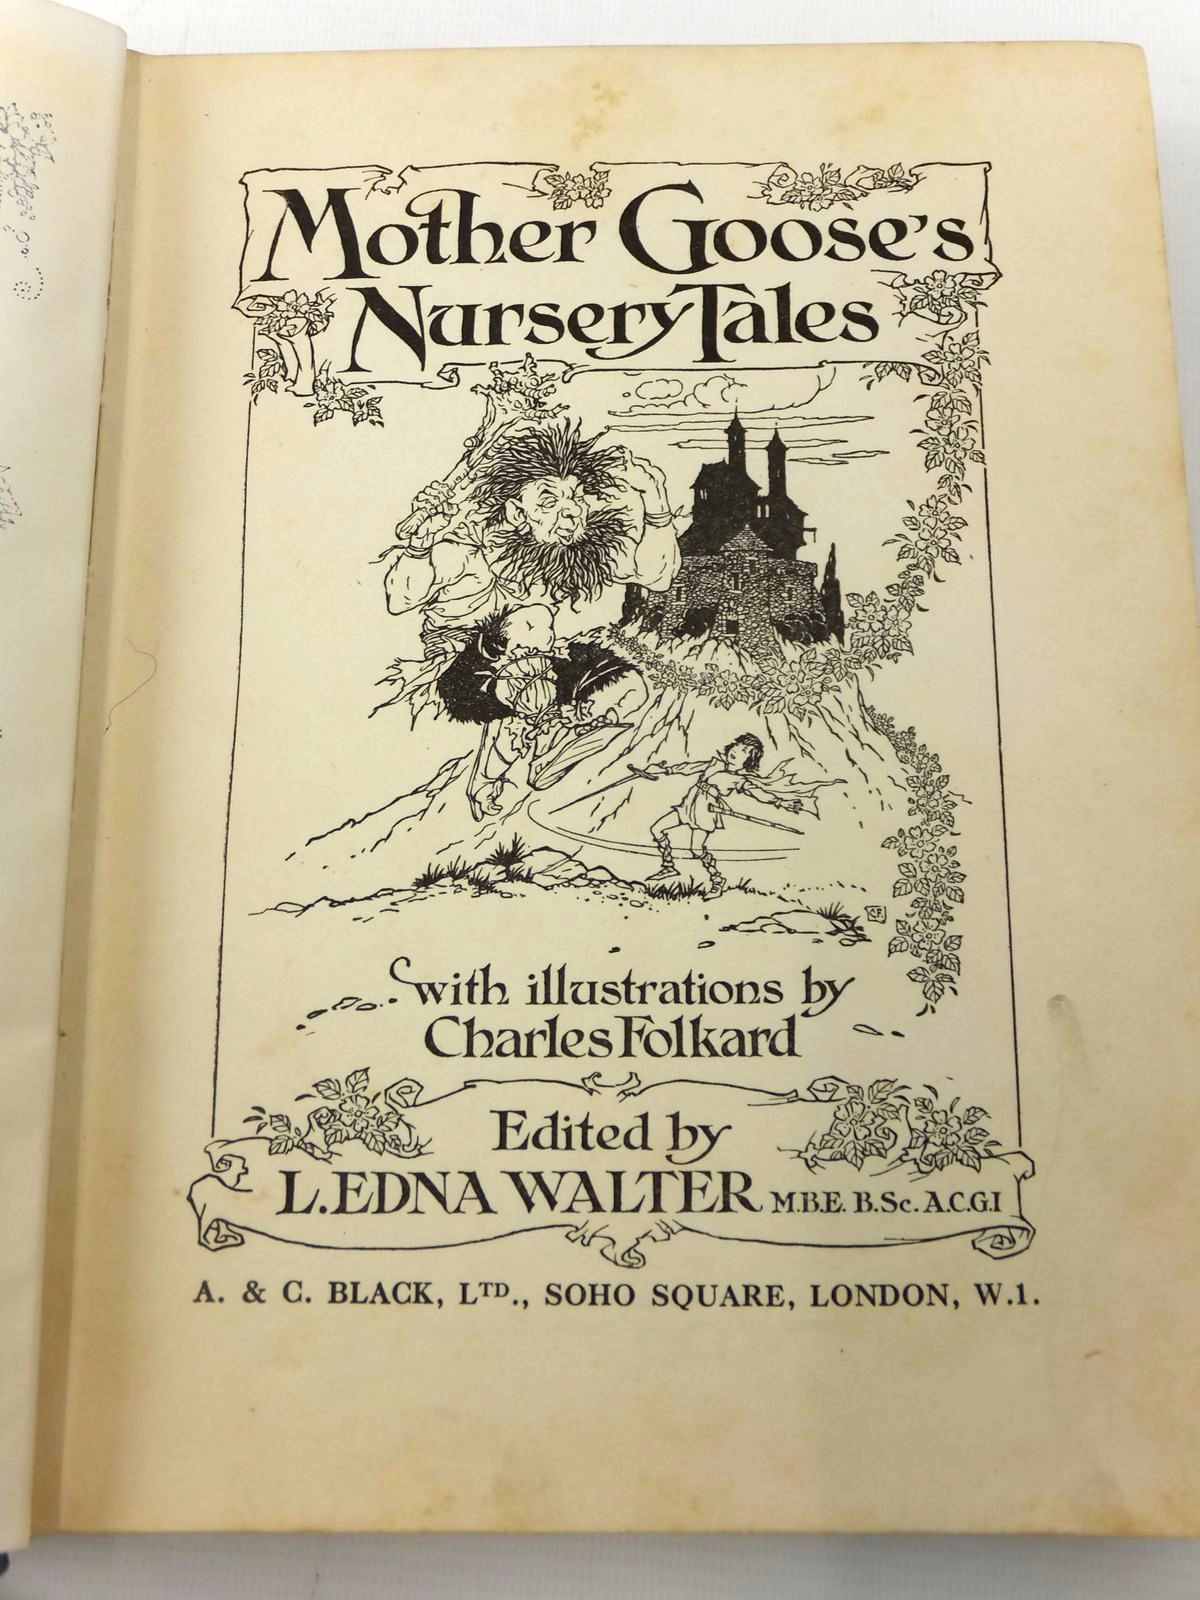 Mother Goose's
Nursery Tales
with illustrations by
Charles Folkard
Edited by
L. EDNA WALTER M.B.E. B.Sc. A.C.G.I
A. & C. BLACK, LTD., SOHO SQUARE, LONDON, W.1.